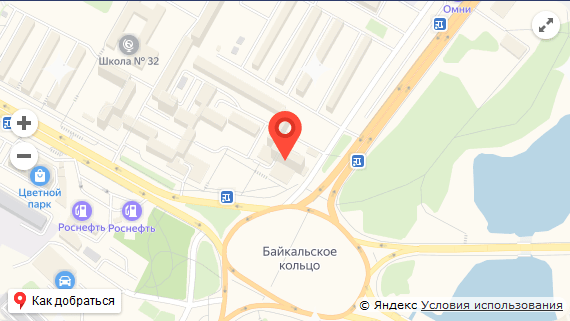 Омни
Школа № 32
Цветной
парк
Роснефть Роснефть
Байкальское
кольцо
Как добраться
© Яндекс Условия использования